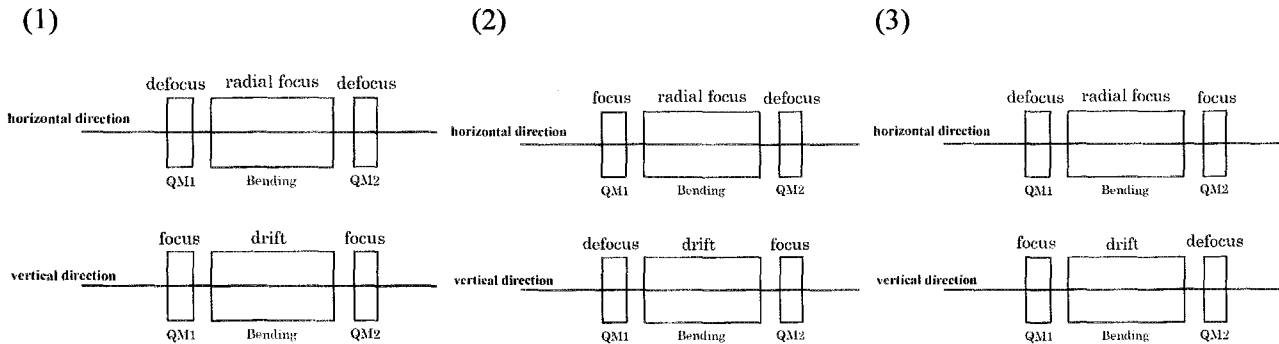 (1)
defocus radial focus defocus
horizontal direction
QM1 Bending QM2
focus drift focus
vertical direction
QM1 Bending QM2
(2)
focus radial focus defocus
horizontal direction
QM1 Bending QM2
defocus drift focus
vertical direction
QM1 Bending QM2
(3)
defocus radial focus focus
horizontal direction
QM1 Bending QM2
focus drift defocus
vertical direction
QM1 Bending QM2